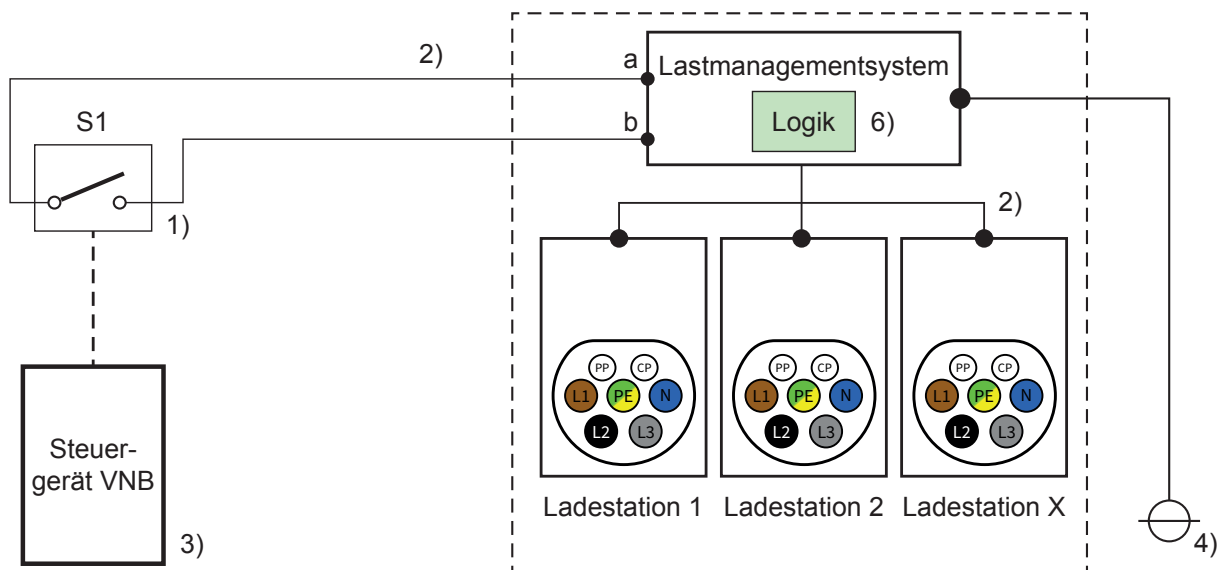 2)
a
Lastmanagementsystem
S1
b
Logik
6)
1)
2)
PP CP
L1 PE N
L2 L3
PP CP
L1 PE N
L2 L3
PP CP
L1 PE N
L2 L3
Steuer-
gerät VNB
3)
Ladestation 1
Ladestation 2
Ladestation X
4)